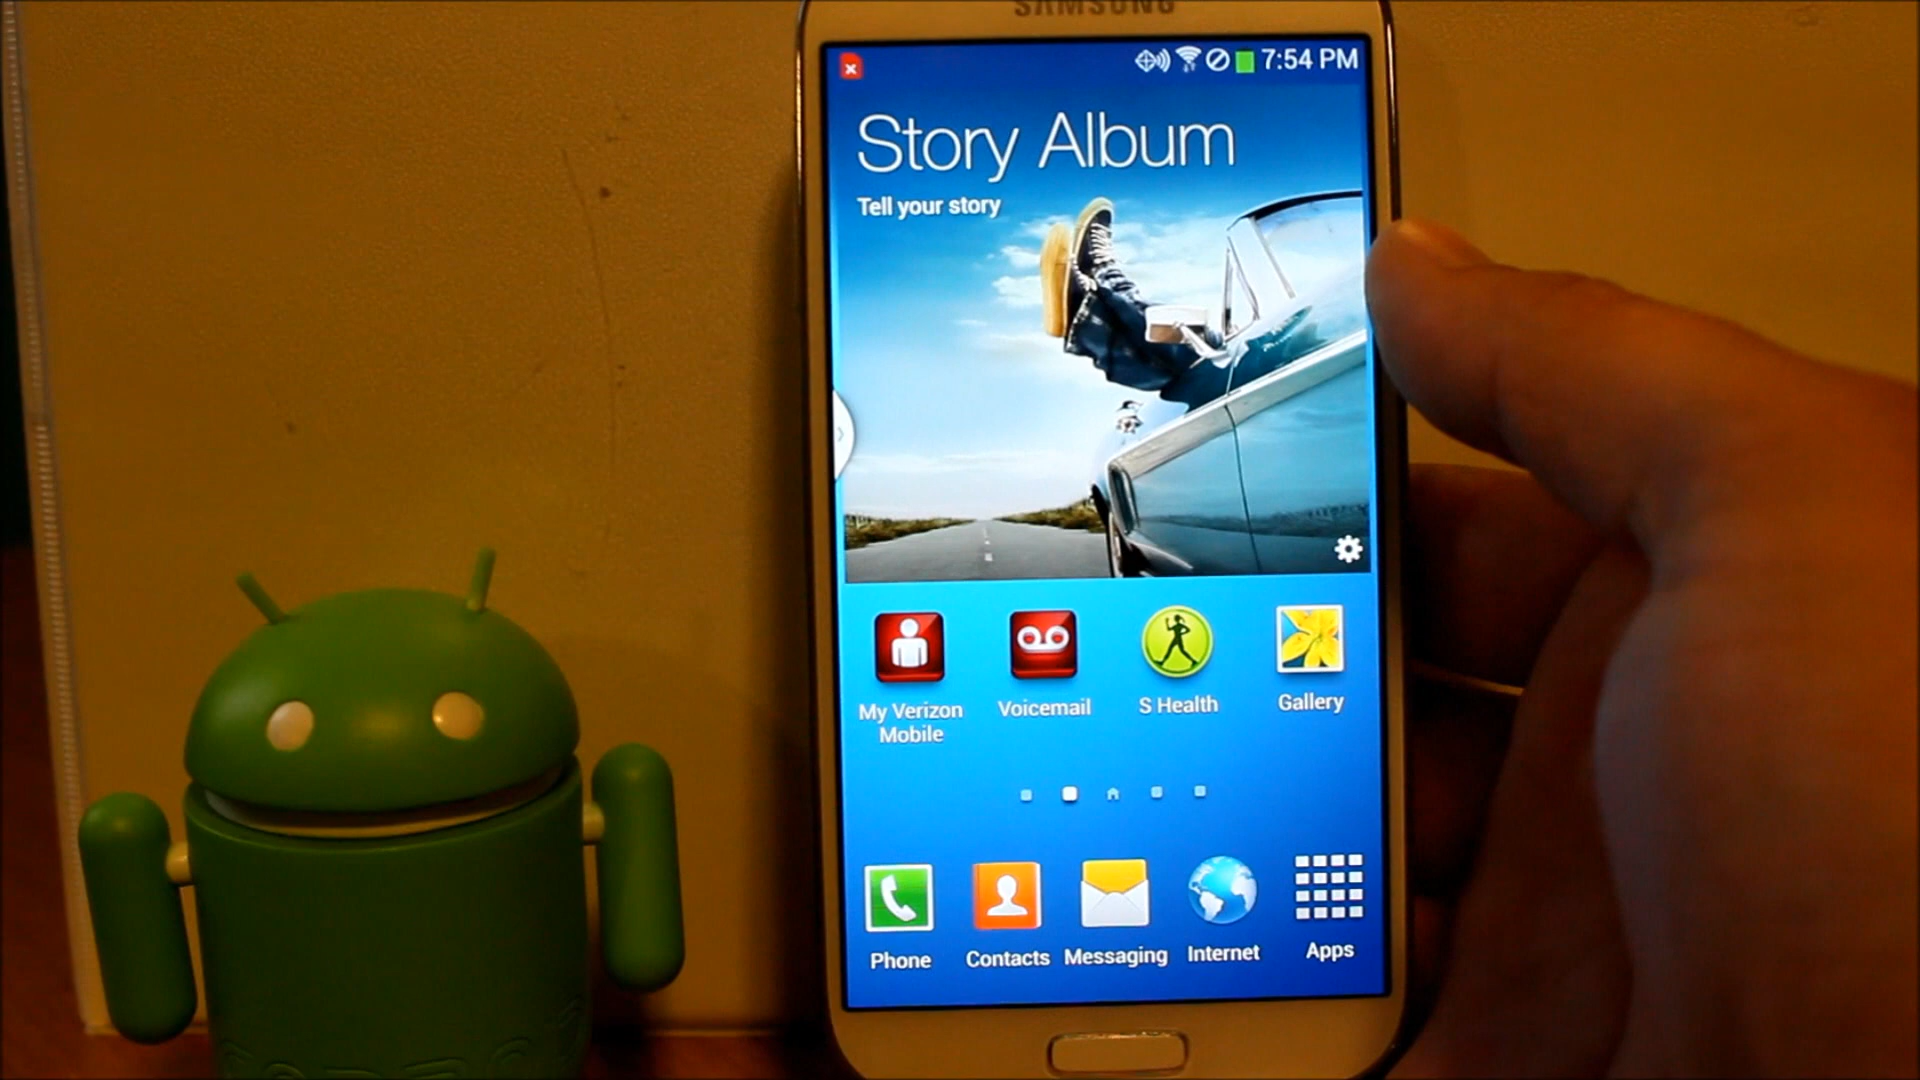 SAMSUNG
7:54 PM
Story Album
Tell your story
My Verizon
Mobile
Voicemail
S Health
Gallery
Phone
Contacts
Messaging
Internet
Apps